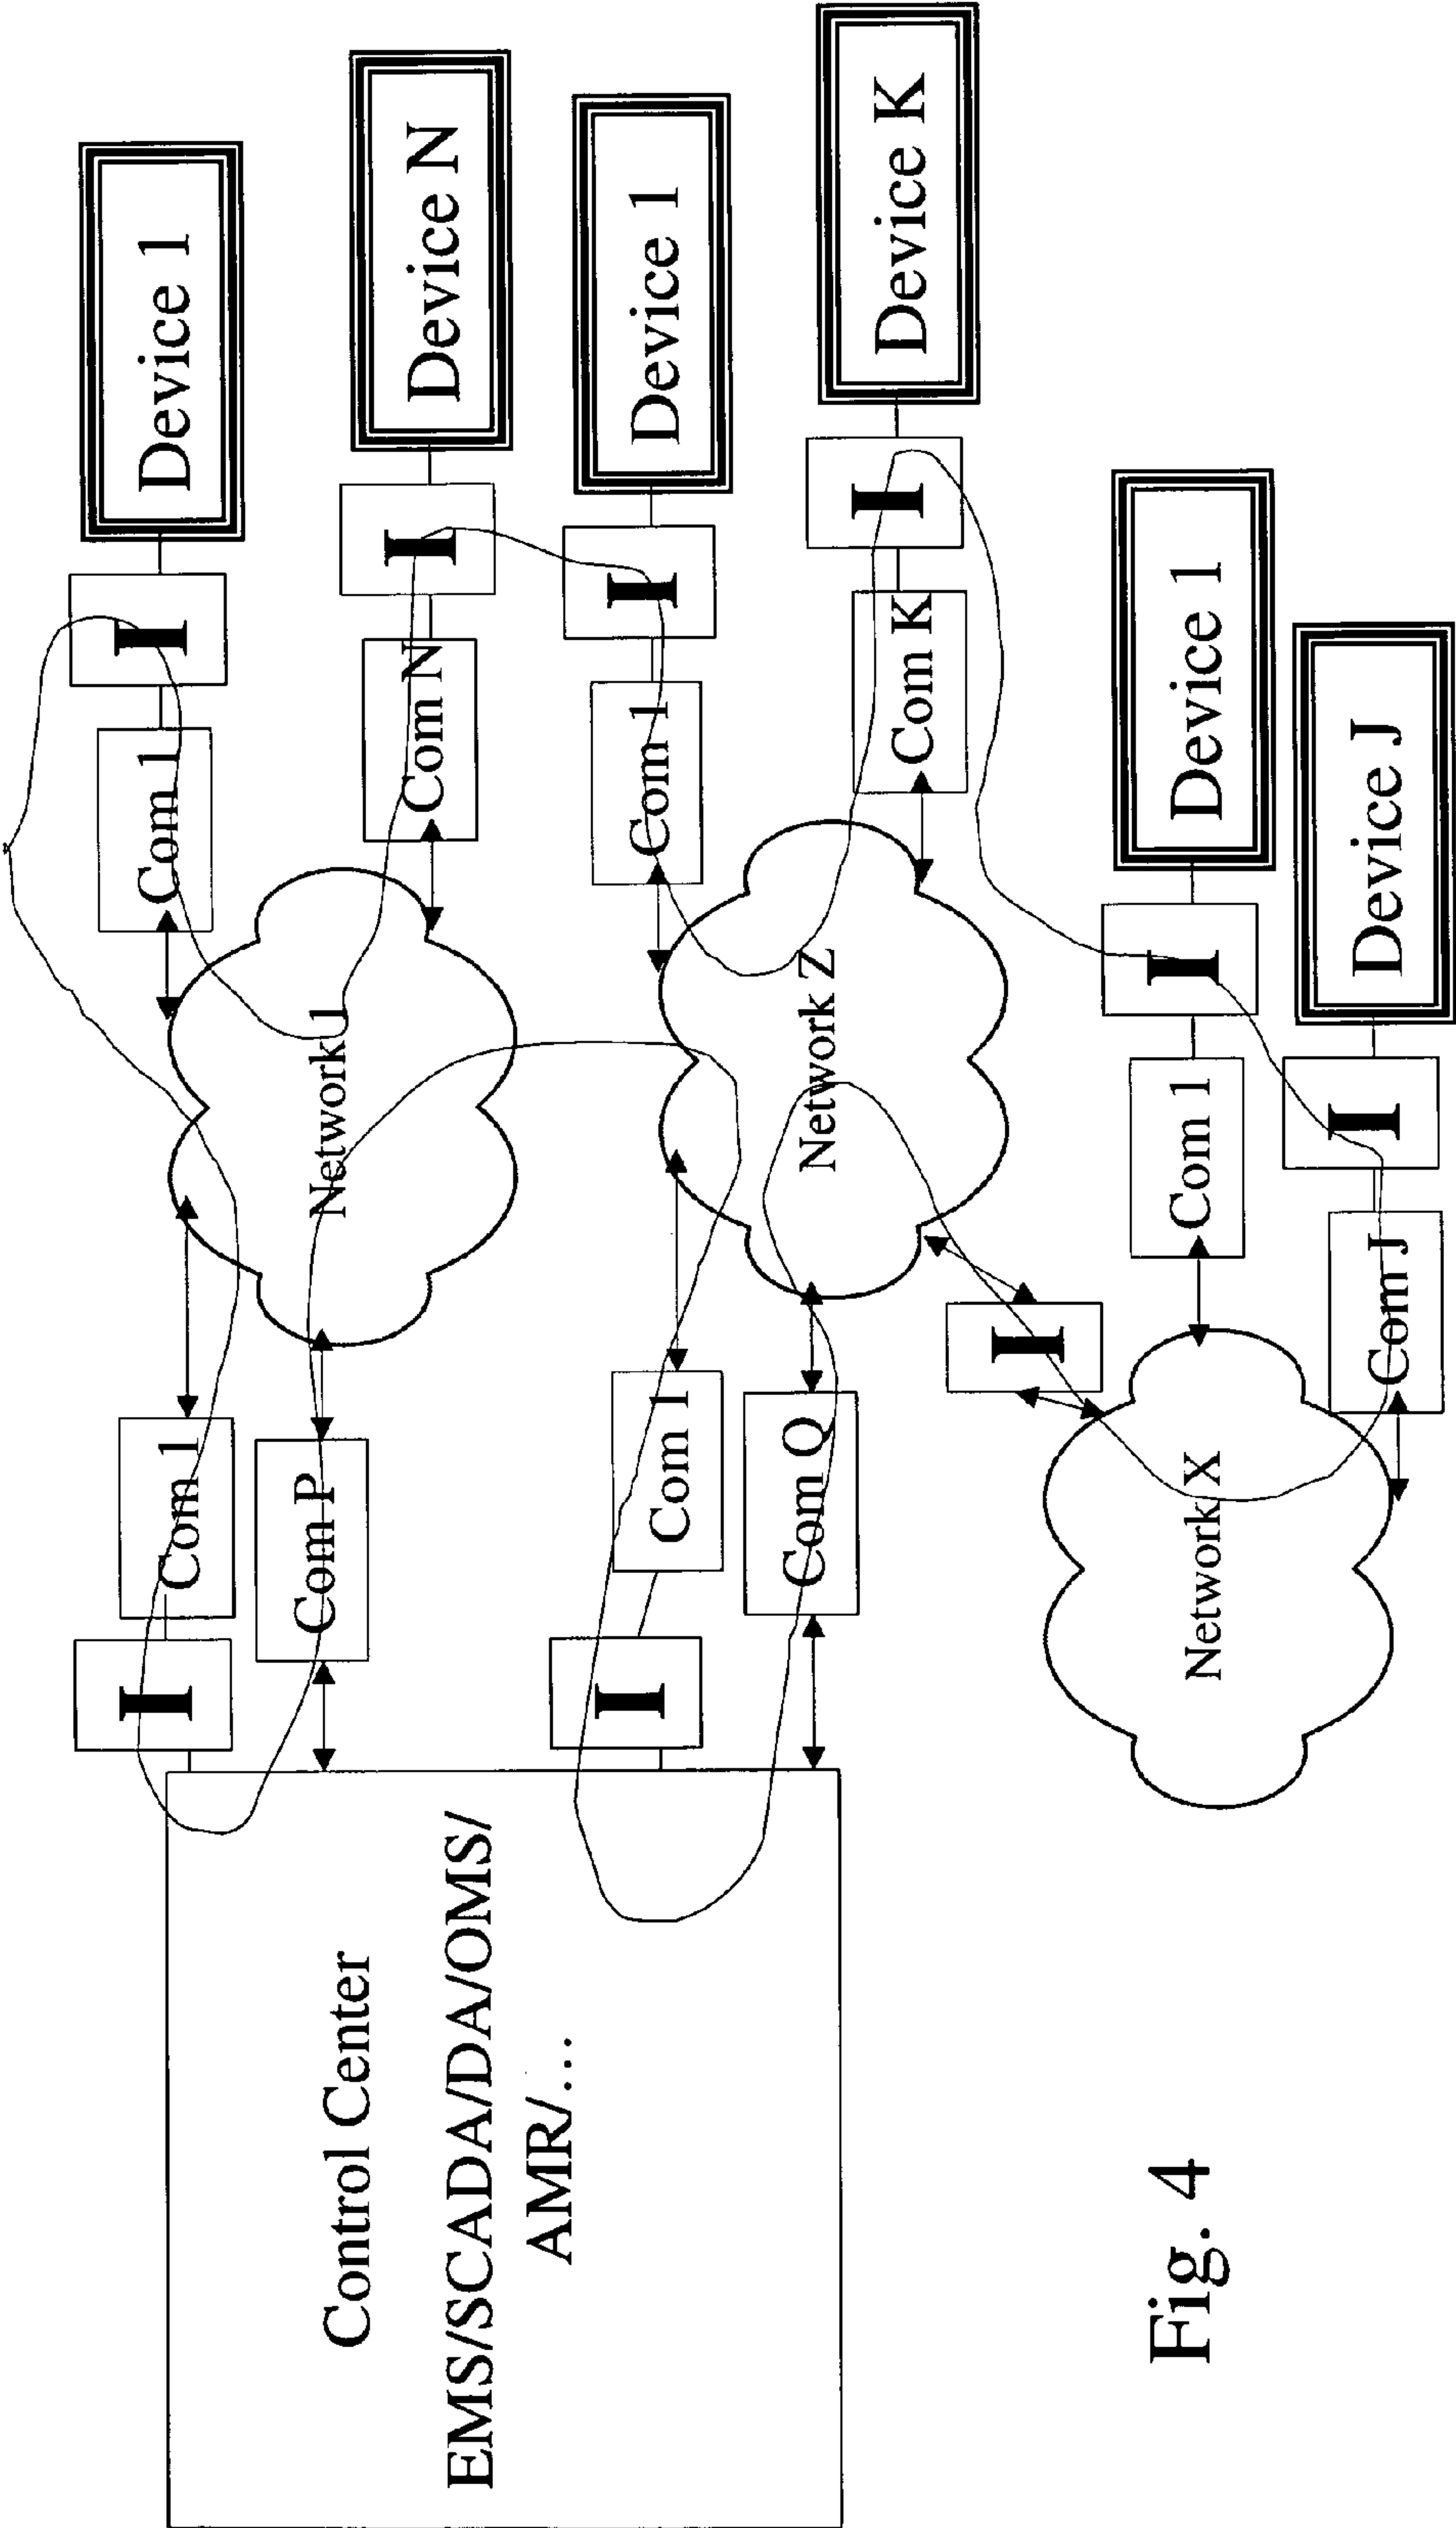 Control Center
EMS/SCADA/DA/OMS/
AMR/...
I
Com 1
Com P
I
Com 1
Com Q
Network 1
Network Z
I
Network X
Com 1
I
Device 1
Com N
I
Device N
Com 1
I
Device 1
Com K
I
Device K
Com 1
I
Device 1
Com J
I
Device J
Fig. 4